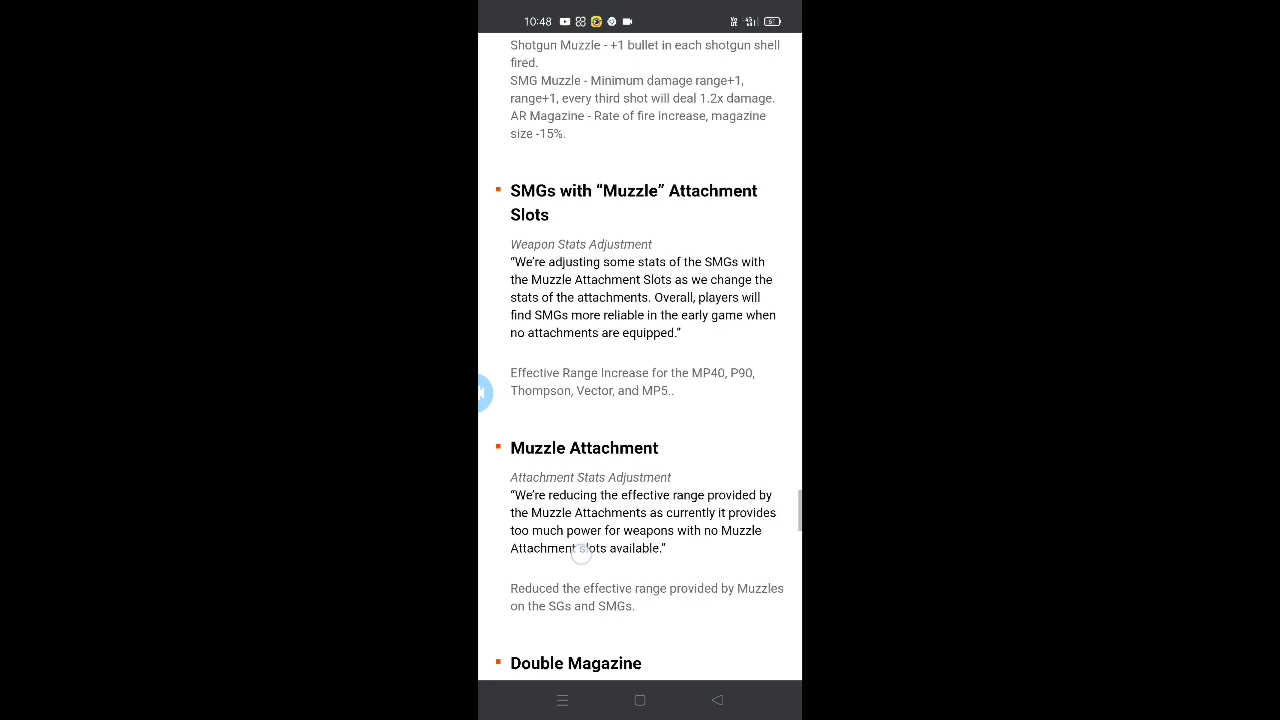 10:48
Shotgun Muzzle - +1 bullet in each shotgun shell
fired.
SMG Muzzle - Minimum damage range+1,
range+1, every third shot will deal 1.2x damage.
AR Magazine - Rate of fire increase, magazine
size -15%.
SMGs with “Muzzle” Attachment
Slots
Weapon Stats Adjustment
“We’re adjusting some stats of the SMGs with
the Muzzle Attachment Slots as we change the
stats of the attachments. Overall, players will
find SMGs more reliable in the early game when
no attachments are equipped.”
Effective Range Increase for the MP40, P90,
Thompson, Vector, and MP5..
Muzzle Attachment
Attachment Stats Adjustment
“We’re reducing the effective range provided by
the Muzzle Attachments as currently it provides
too much power for weapons with no Muzzle
Attachment slots available.”
Reduced the effective range provided by Muzzles
on the SGs and SMGs.
Double Magazine